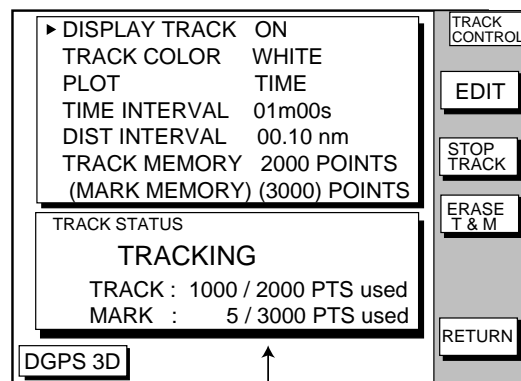 DISPLAY TRACK ON
TRACK COLOR WHITE
PLOT TIME
TIME INTERVAL 01m00s
DIST INTERVAL 00.10 nm
TRACK MEMORY 2000 POINTS
(MARK MEMORY) (3000) POINTS
TRACK STATUS
TRACKING
TRACK : 1000 / 2000 PTS used
MARK : 5 / 3000 PTS used
DGPS 3D
TRACK
CONTROL
EDIT
STOP
TRACK
ERASE
T & M
RETURN